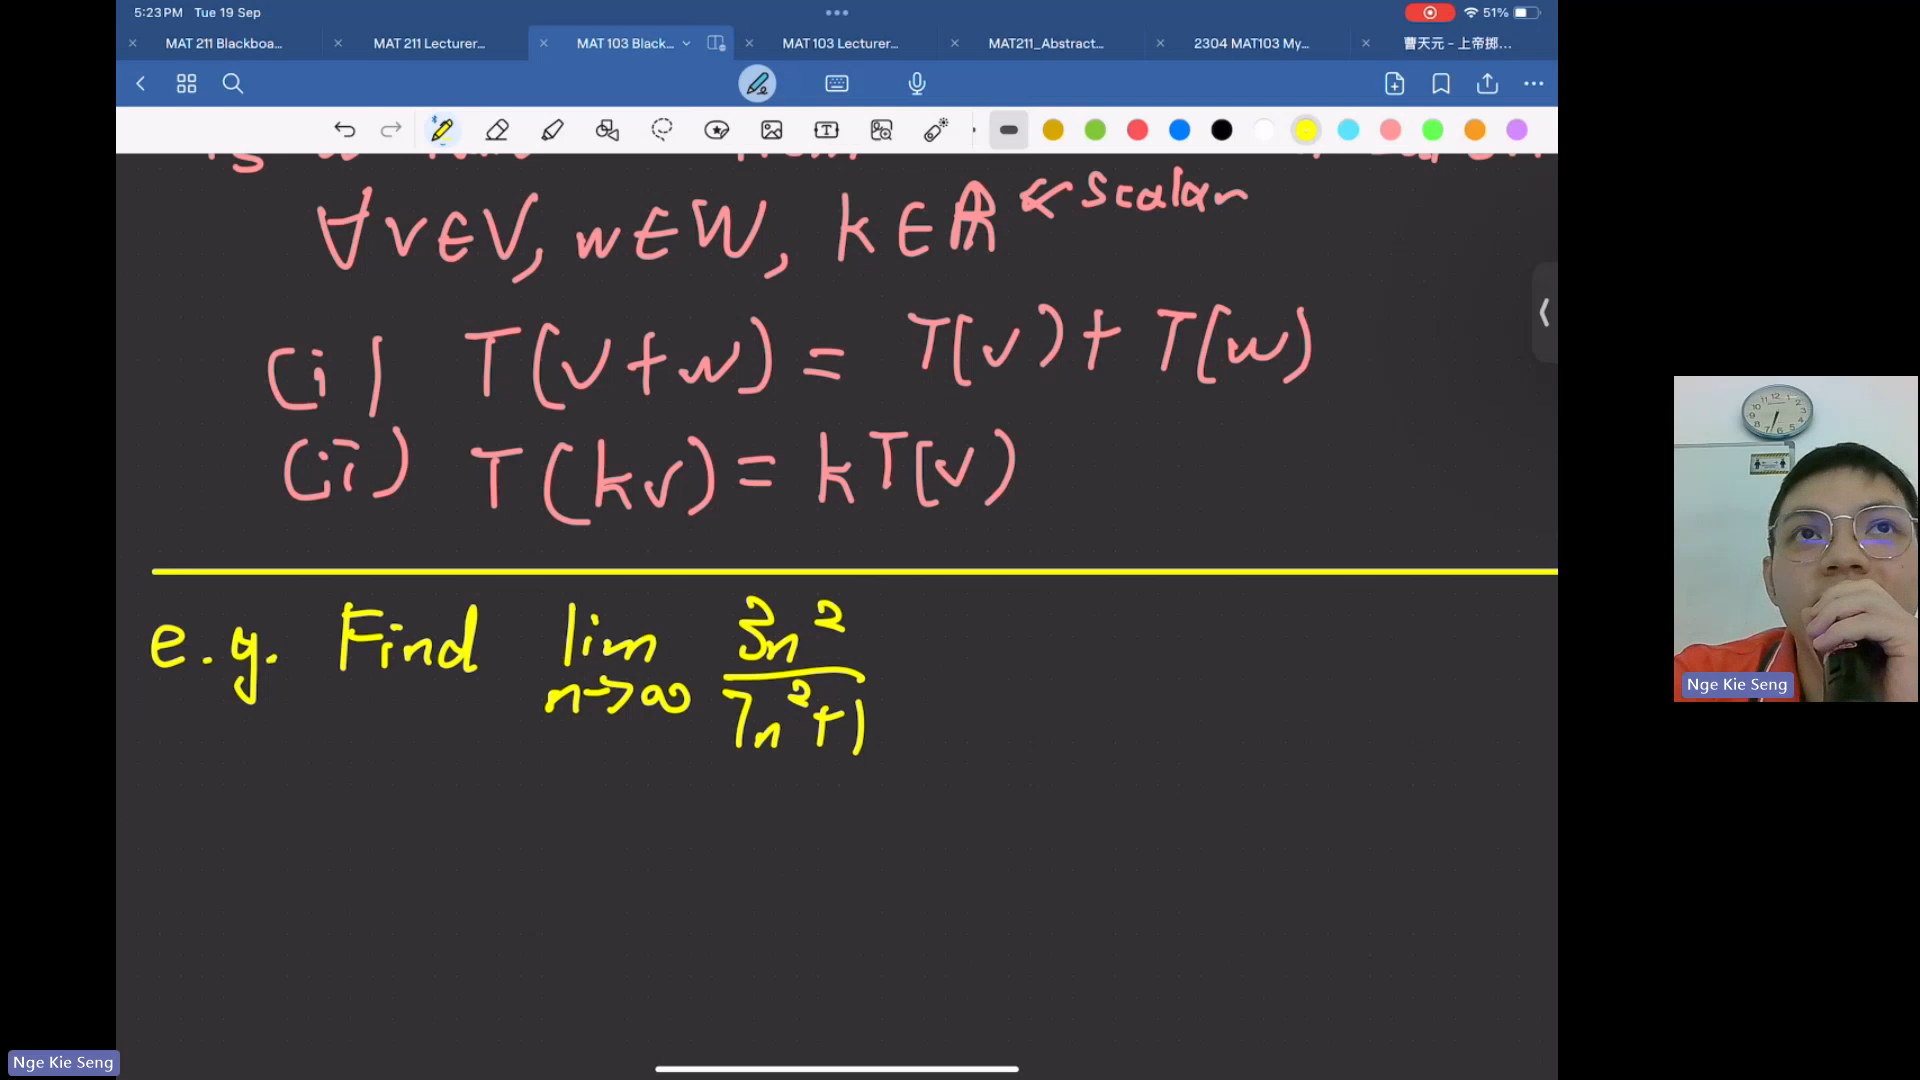 5:23 PM Tue 19 Sep
51%
MAT 211 Blackboa...
MAT 211 Lecturer...
MAT 103 Black...
MAT 103 Lecturer...
MAT211_Abstract...
2304 MAT103 My...
曹天元 - 上帝掷...
∀v∈V, w∈W, k∈ℝ ← Scalar
(i) T(v+w) = T(v) + T(w)
(ii) T(kv) = kT(v)
e.g. Find lim n→∞ 3n²/(7n²+1)
Nge Kie Seng
Nge Kie Seng